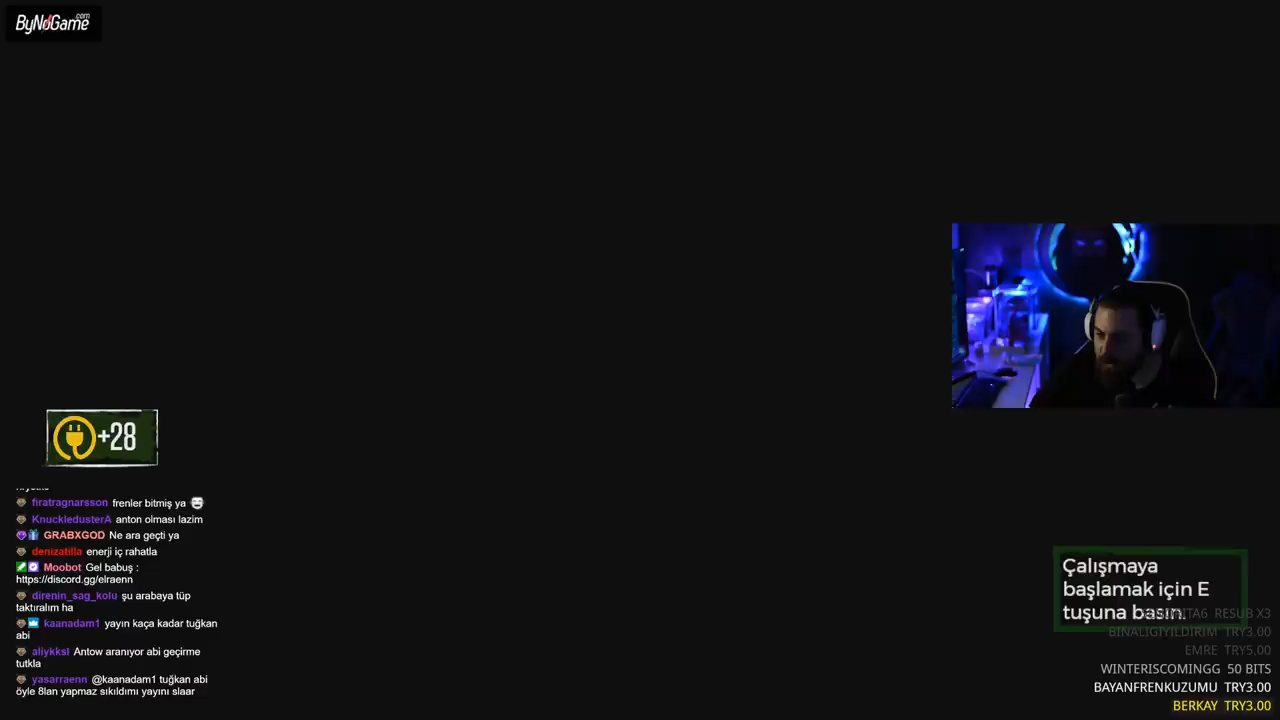 ByNoGame.com
+28
firatragnarsson frenler bitmiş ya
KnuckledusterA anton olması lazim
GRABXGOD Ne ara geçti ya
denizatilla enerji iç rahatla
Moobot Gel babuş :
https://discord.gg/elraenn
direnin_sag_kolu şu arabaya tüp
taktıralım ha
kaanadam1 yayın kaça kadar tuğkan
abi
aliykksl Antow aranıyor abi geçirme
tutkla
yasarraenn @kaanadam1 tuğkan abi
öyle 8lan yapmaz sıkıldımı yayını slaar
Çalışmaya
başlamak için E
tuşuna basın.
RESUB X3
BINALIGIYILDIRIM TRY3.00
EMRE TRY5.00
WINTERISCOMINGG 50 BITS
BAYANFRENKUZUMU TRY3.00
BERKAY TRY3.00